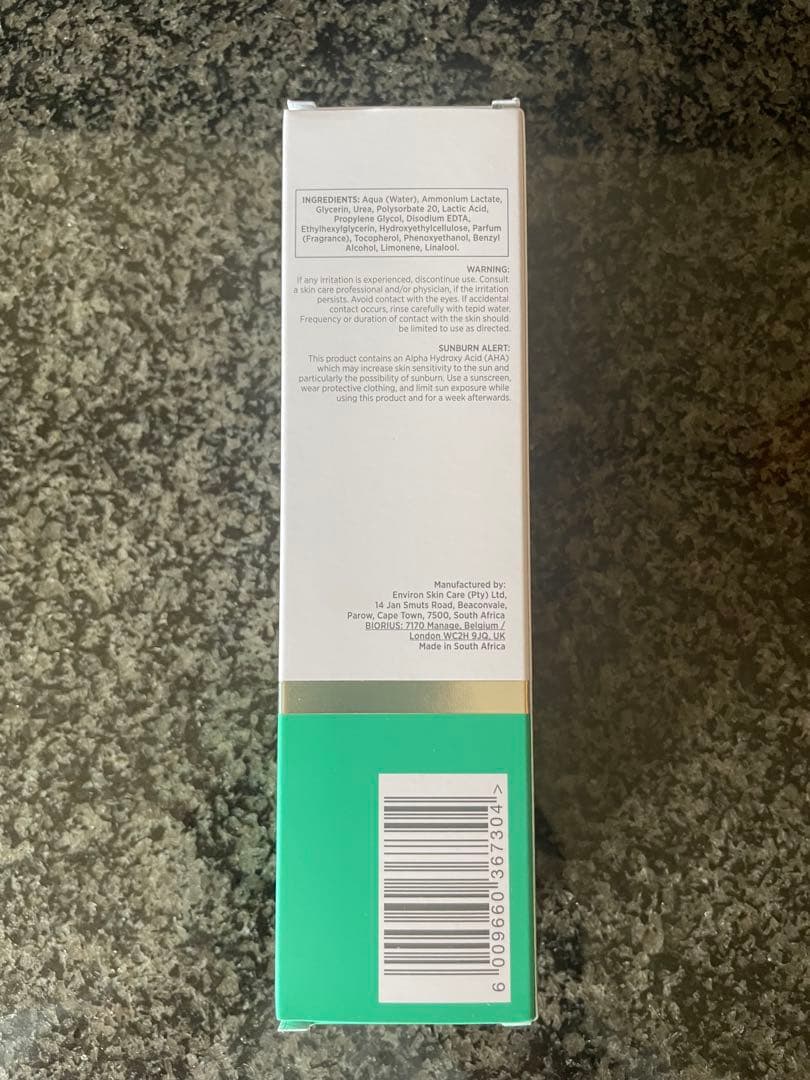 INGREDIENTS: Aqua (Water), Ammonium Lactate,
Glycerin, Urea, Polysorbate 20, Lactic Acid,
Propylene Glycol, Disodium EDTA,
Ethylhexylglycerin, Hydroxyethylcellulose, Parfum
(Fragrance), Tocopherol, Phenoxyethanol, Benzyl
Alcohol, Limonene, Linalool.
WARNING:
If any irritation is experienced, discontinue use. Consult
a skin care professional and/or physician, if the irritation
persists. Avoid contact with the eyes. If accidental
contact occurs, rinse carefully with tepid water.
Frequency or duration of contact with the skin should
be limited to use as directed.
SUNBURN ALERT:
This product contains an Alpha Hydroxy Acid (AHA)
which may increase skin sensitivity to the sun and
particularly the possibility of sunburn. Use a sunscreen,
wear protective clothing, and limit sun exposure while
using this product and for a week afterwards.
Manufactured by:
Environ Skin Care (Pty) Ltd,
14 Jan Smuts Road, Beaconvale,
Parow, Cape Town, 7500, South Africa
BIORIUS: 7170 Manage, Belgium /
London WC2H 9JQ, UK
Made in South Africa
6 009660 367304 >